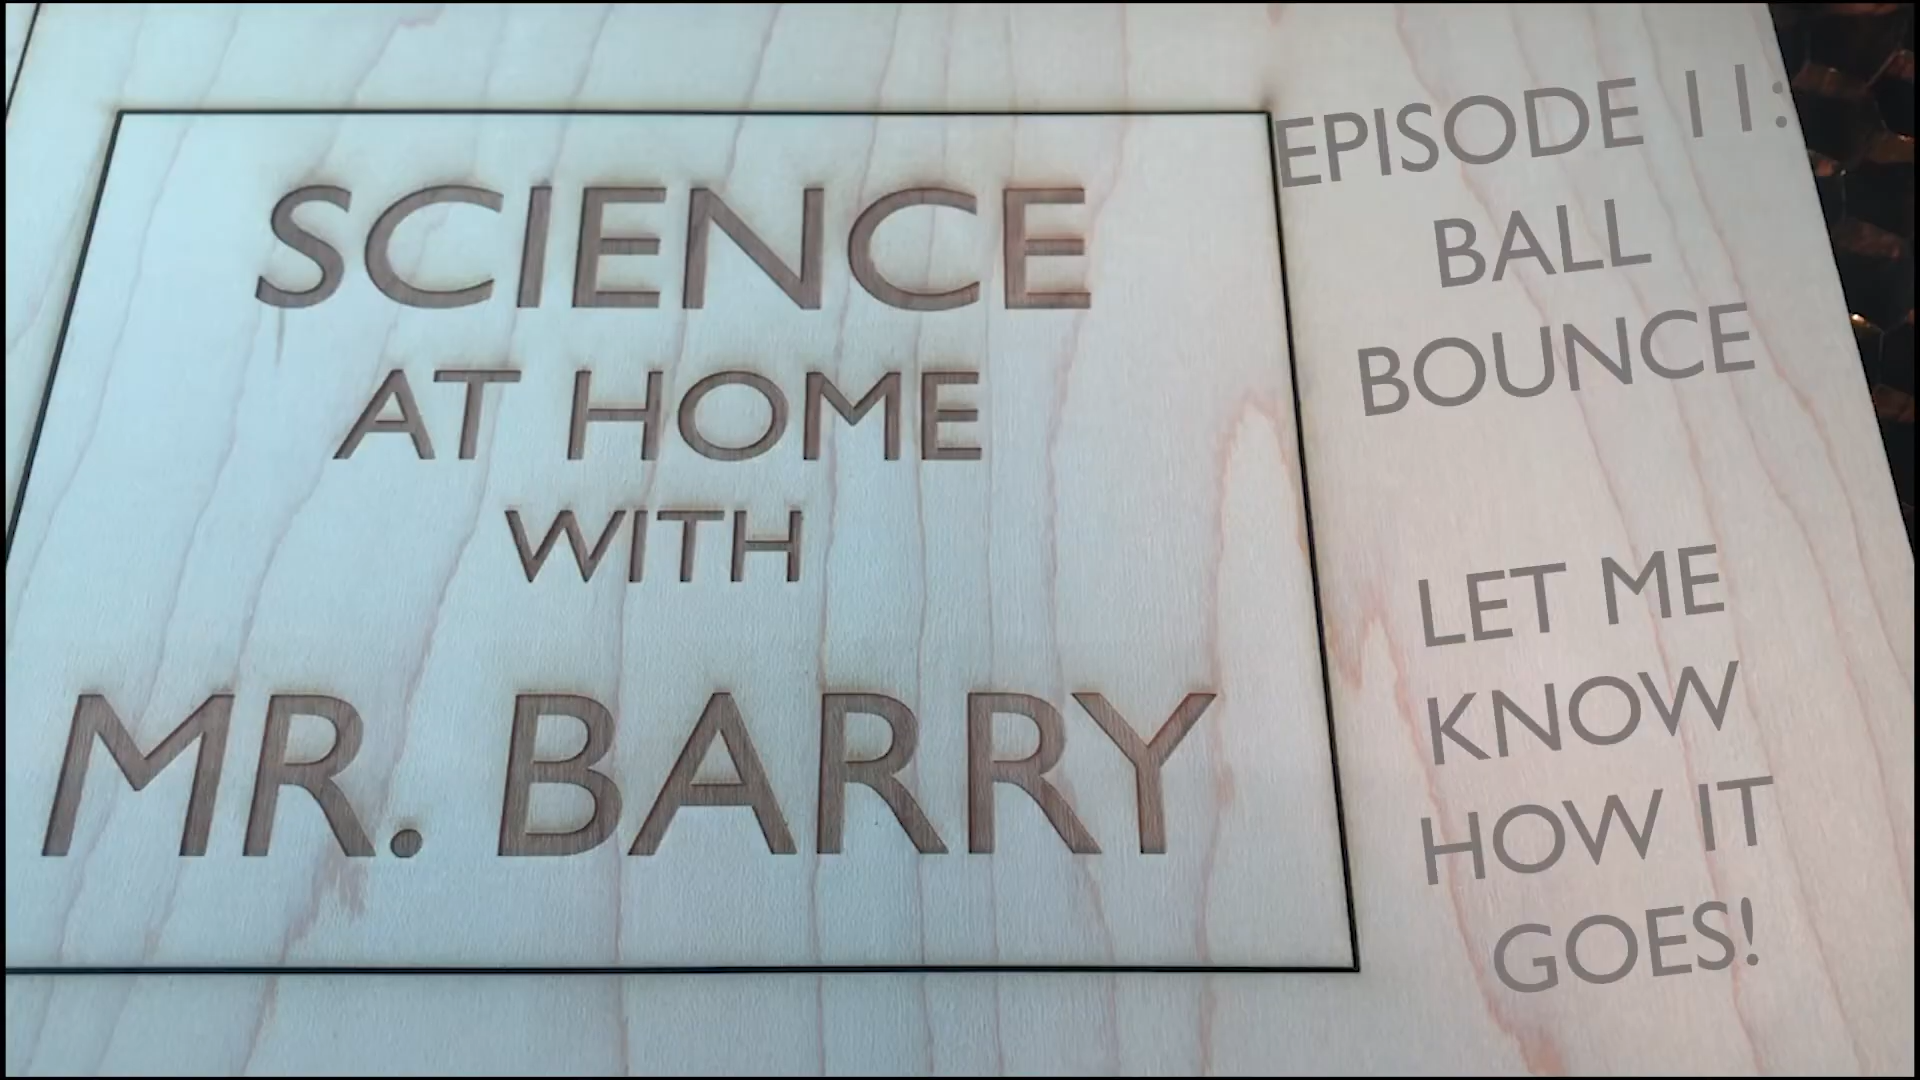 SCIENCE
AT HOME
WITH
MR. BARRY
EPISODE 11:
BALL
BOUNCE
LET ME
KNOW
HOW IT
GOES!